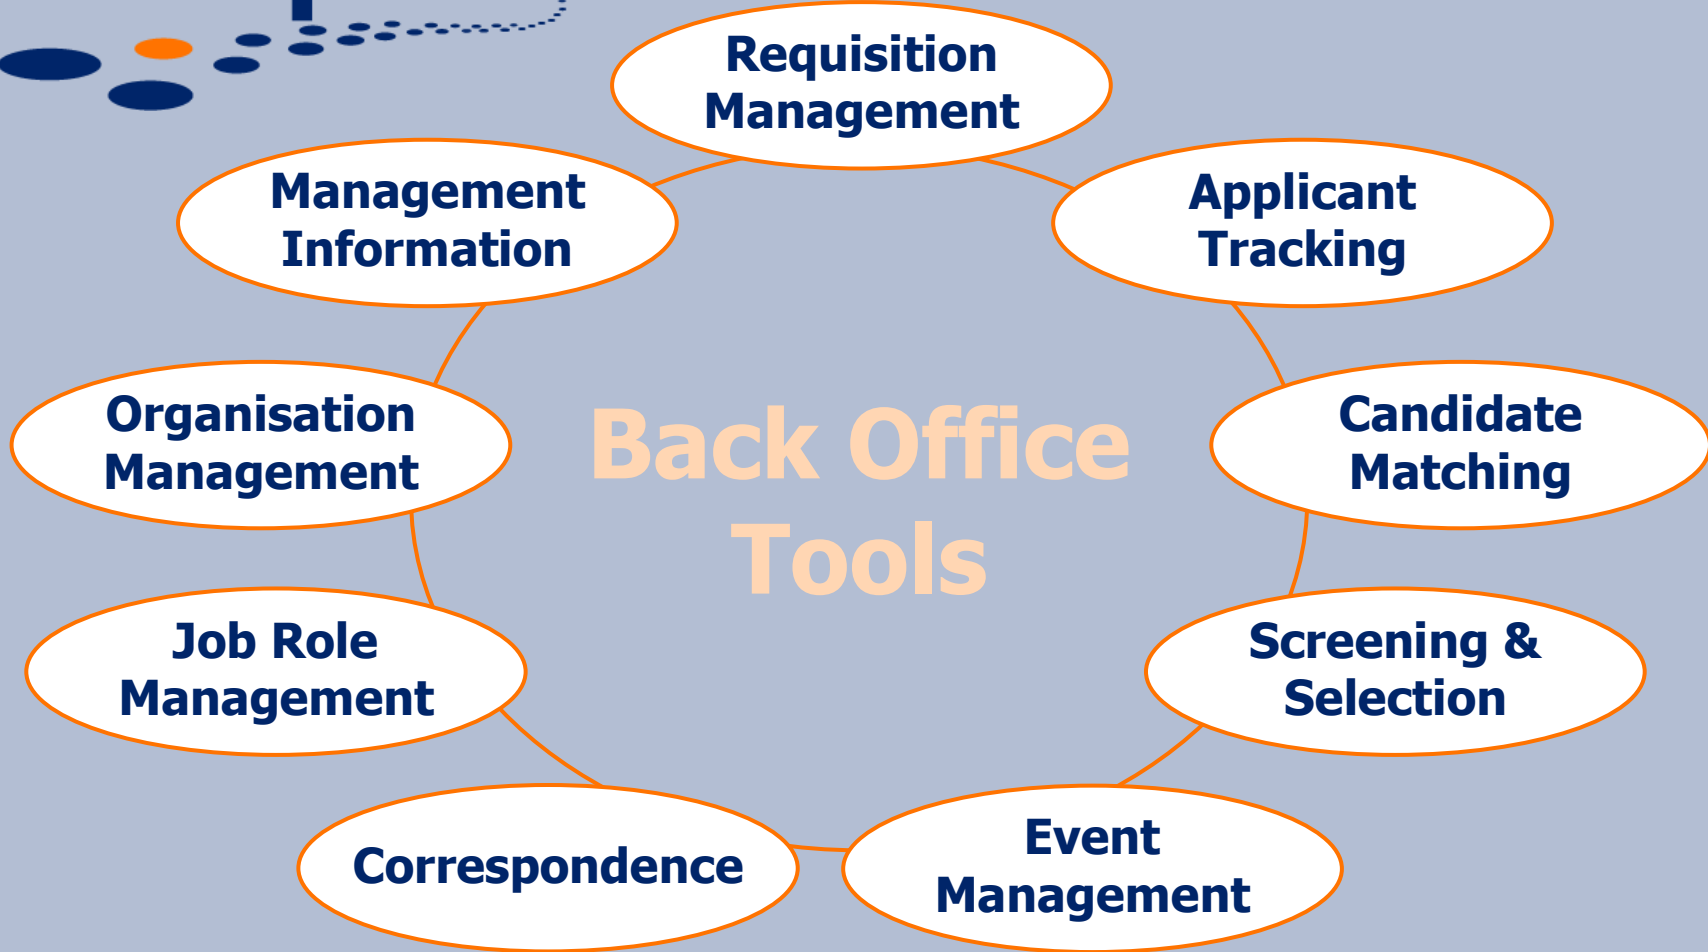 Requisition
Management
Applicant
Tracking
Candidate
Matching
Screening &
Selection
Event
Management
Correspondence
Job Role
Management
Organisation
Management
Management
Information
Back Office
Tools